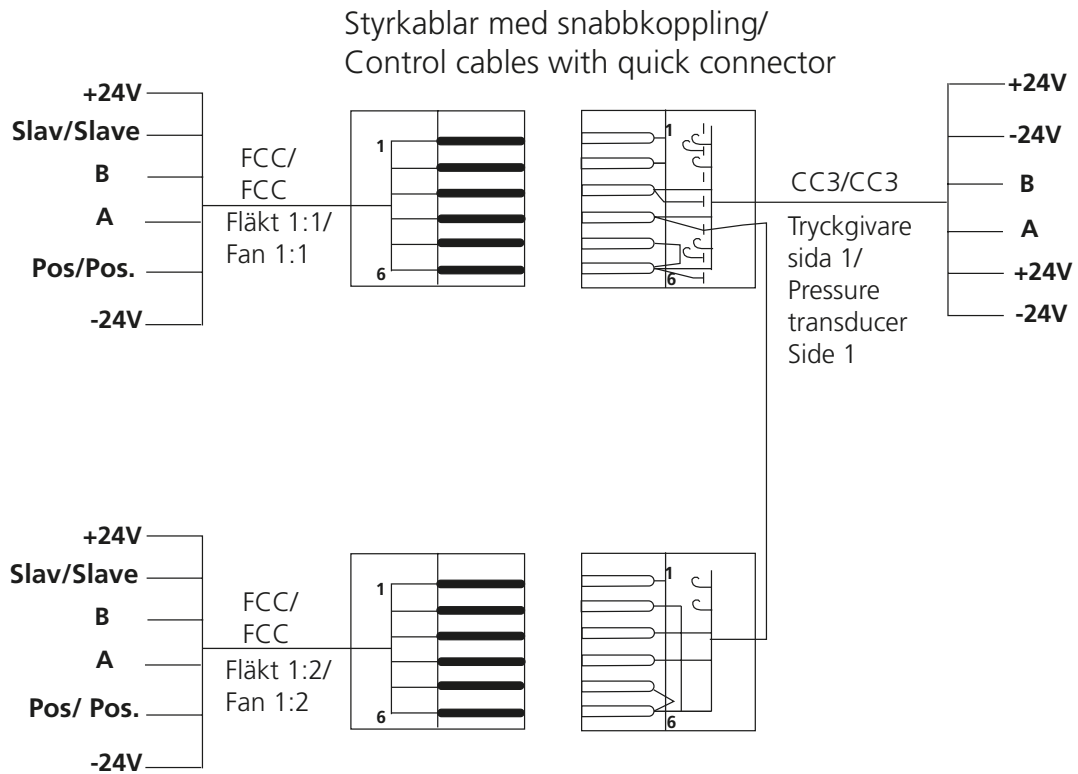 Styrkablar med snabbkoppling/
Control cables with quick connector
+24V
Slav/Slave
B
A
Pos/Pos.
-24V
FCC/
FCC
Fläkt 1:1/
Fan 1:1
1
6
1
6
CC3/CC3
Tryckgivare
sida 1/
Pressure
transducer
Side 1
+24V
-24V
B
A
+24V
-24V
+24V
Slav/Slave
B
A
Pos/ Pos.
-24V
FCC/
FCC
Fläkt 1:2/
Fan 1:2
1
6
1
6